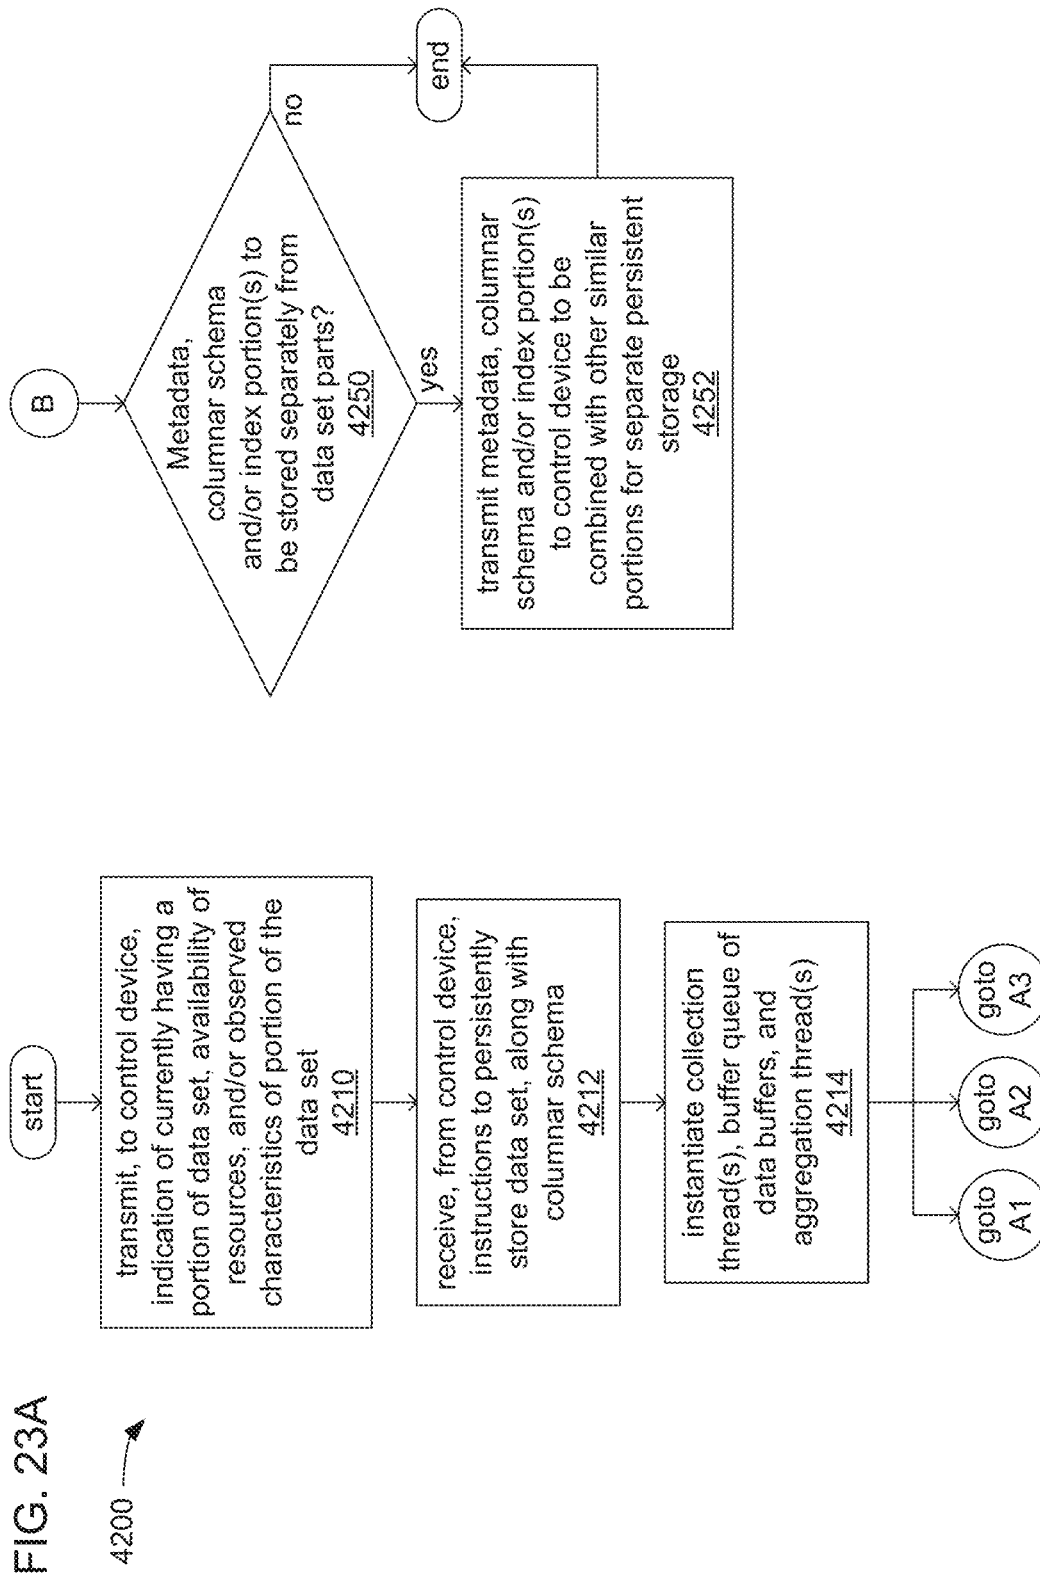 FIG. 23A
4200
start
transmit, to control device,
indication of currently having a
portion of data set, availability of
resources, and/or observed
characteristics of portion of the
data set
4210
receive, from control device,
instructions to persistently
store data set, along with
columnar schema
4212
instantiate collection
thread(s), buffer queue of
data buffers, and
aggregation thread(s)
4214
goto
A1
goto
A2
goto
A3
B
Metadata,
columnar schema
and/or index portion(s) to
be stored separately from
data set parts?
4250
no
yes
transmit metadata, columnar
schema and/or index portion(s)
to control device to be
combined with other similar
portions for separate persistent
storage
4252
end